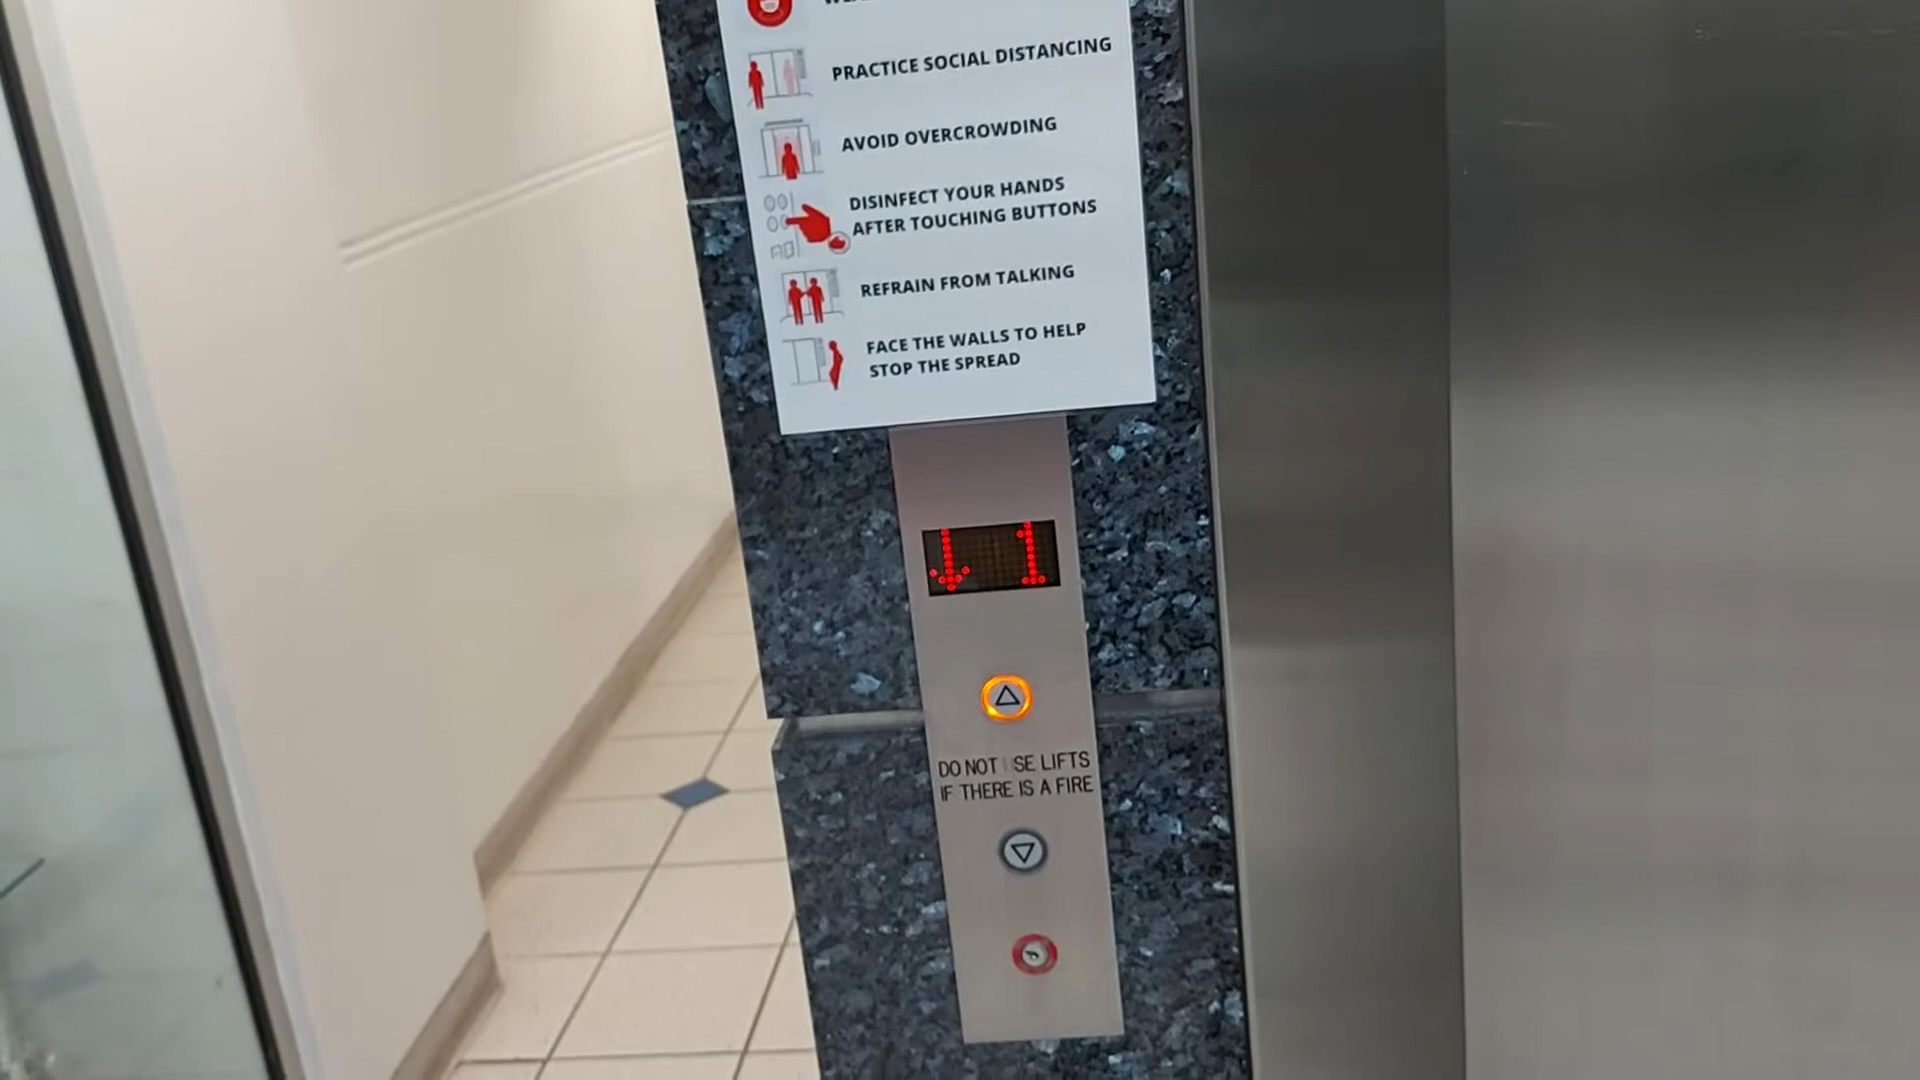 PRACTICE SOCIAL DISTANCING
AVOID OVERCROWDING
DISINFECT YOUR HANDS
AFTER TOUCHING BUTTONS
REFRAIN FROM TALKING
FACE THE WALLS TO HELP
STOP THE SPREAD
1
DO NOT SE LIFTS
IF THERE IS A FIRE